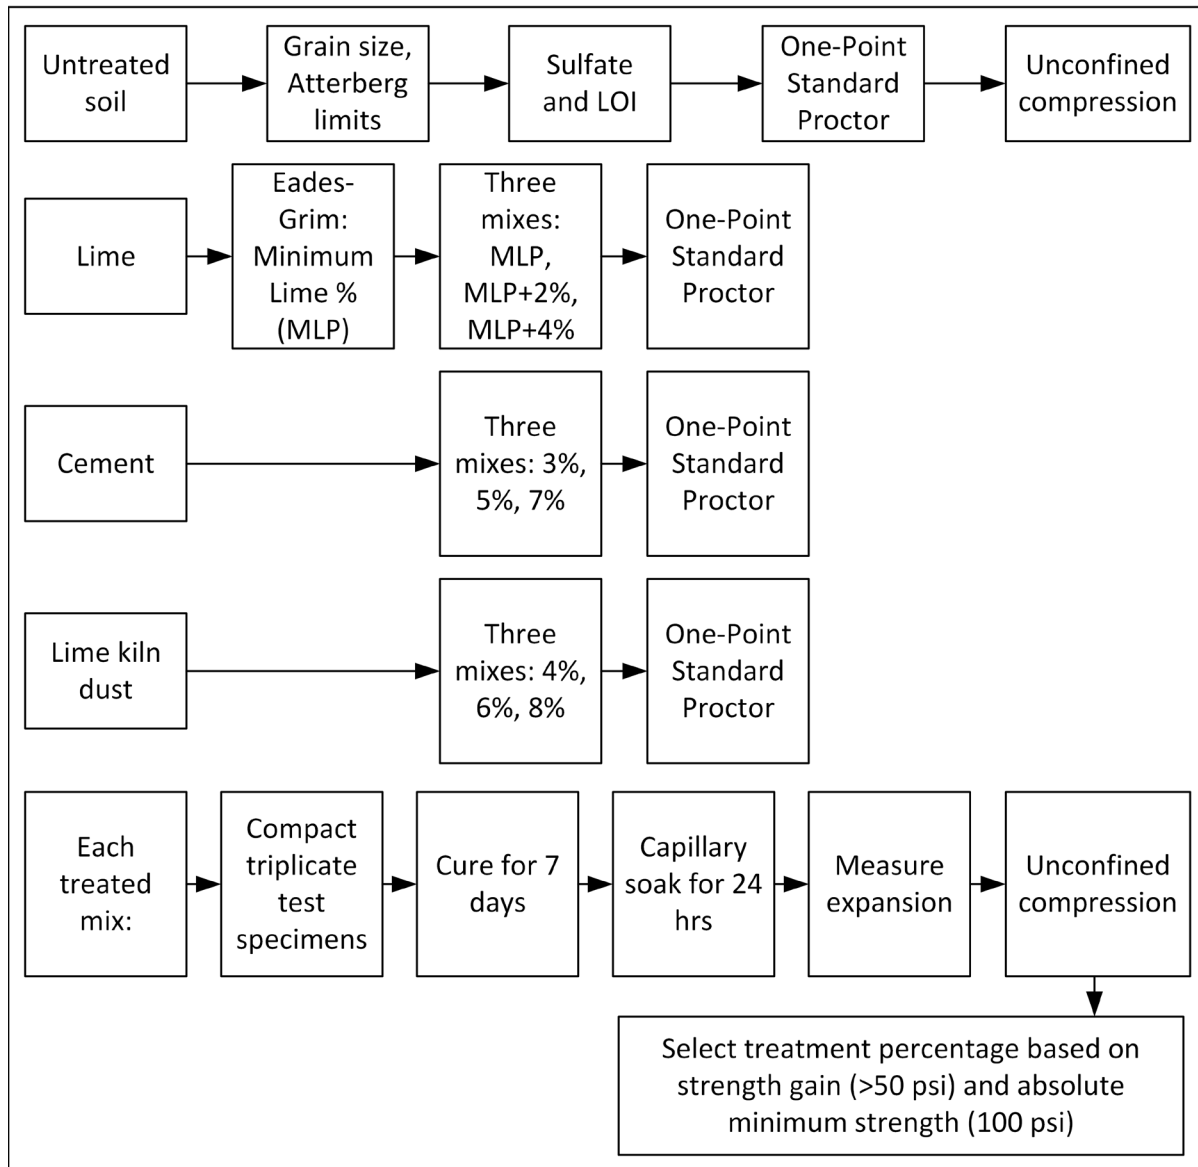 Untreated
soil
Grain size,
Atterberg
limits
Sulfate
and LOI
One-Point
Standard
Proctor
Unconfined
compression
Lime
Eades-
Grim:
Minimum
Lime %
(MLP)
Three
mixes:
MLP,
MLP+2%,
MLP+4%
One-Point
Standard
Proctor
Cement
Three
mixes: 3%,
5%, 7%
One-Point
Standard
Proctor
Lime kiln
dust
Three
mixes: 4%,
6%, 8%
One-Point
Standard
Proctor
Each
treated
mix:
Compact
triplicate
test
specimens
Cure for 7
days
Capillary
soak for 24
hrs
Measure
expansion
Unconfined
compression
Select treatment percentage based on
strength gain (>50 psi) and absolute
minimum strength (100 psi)